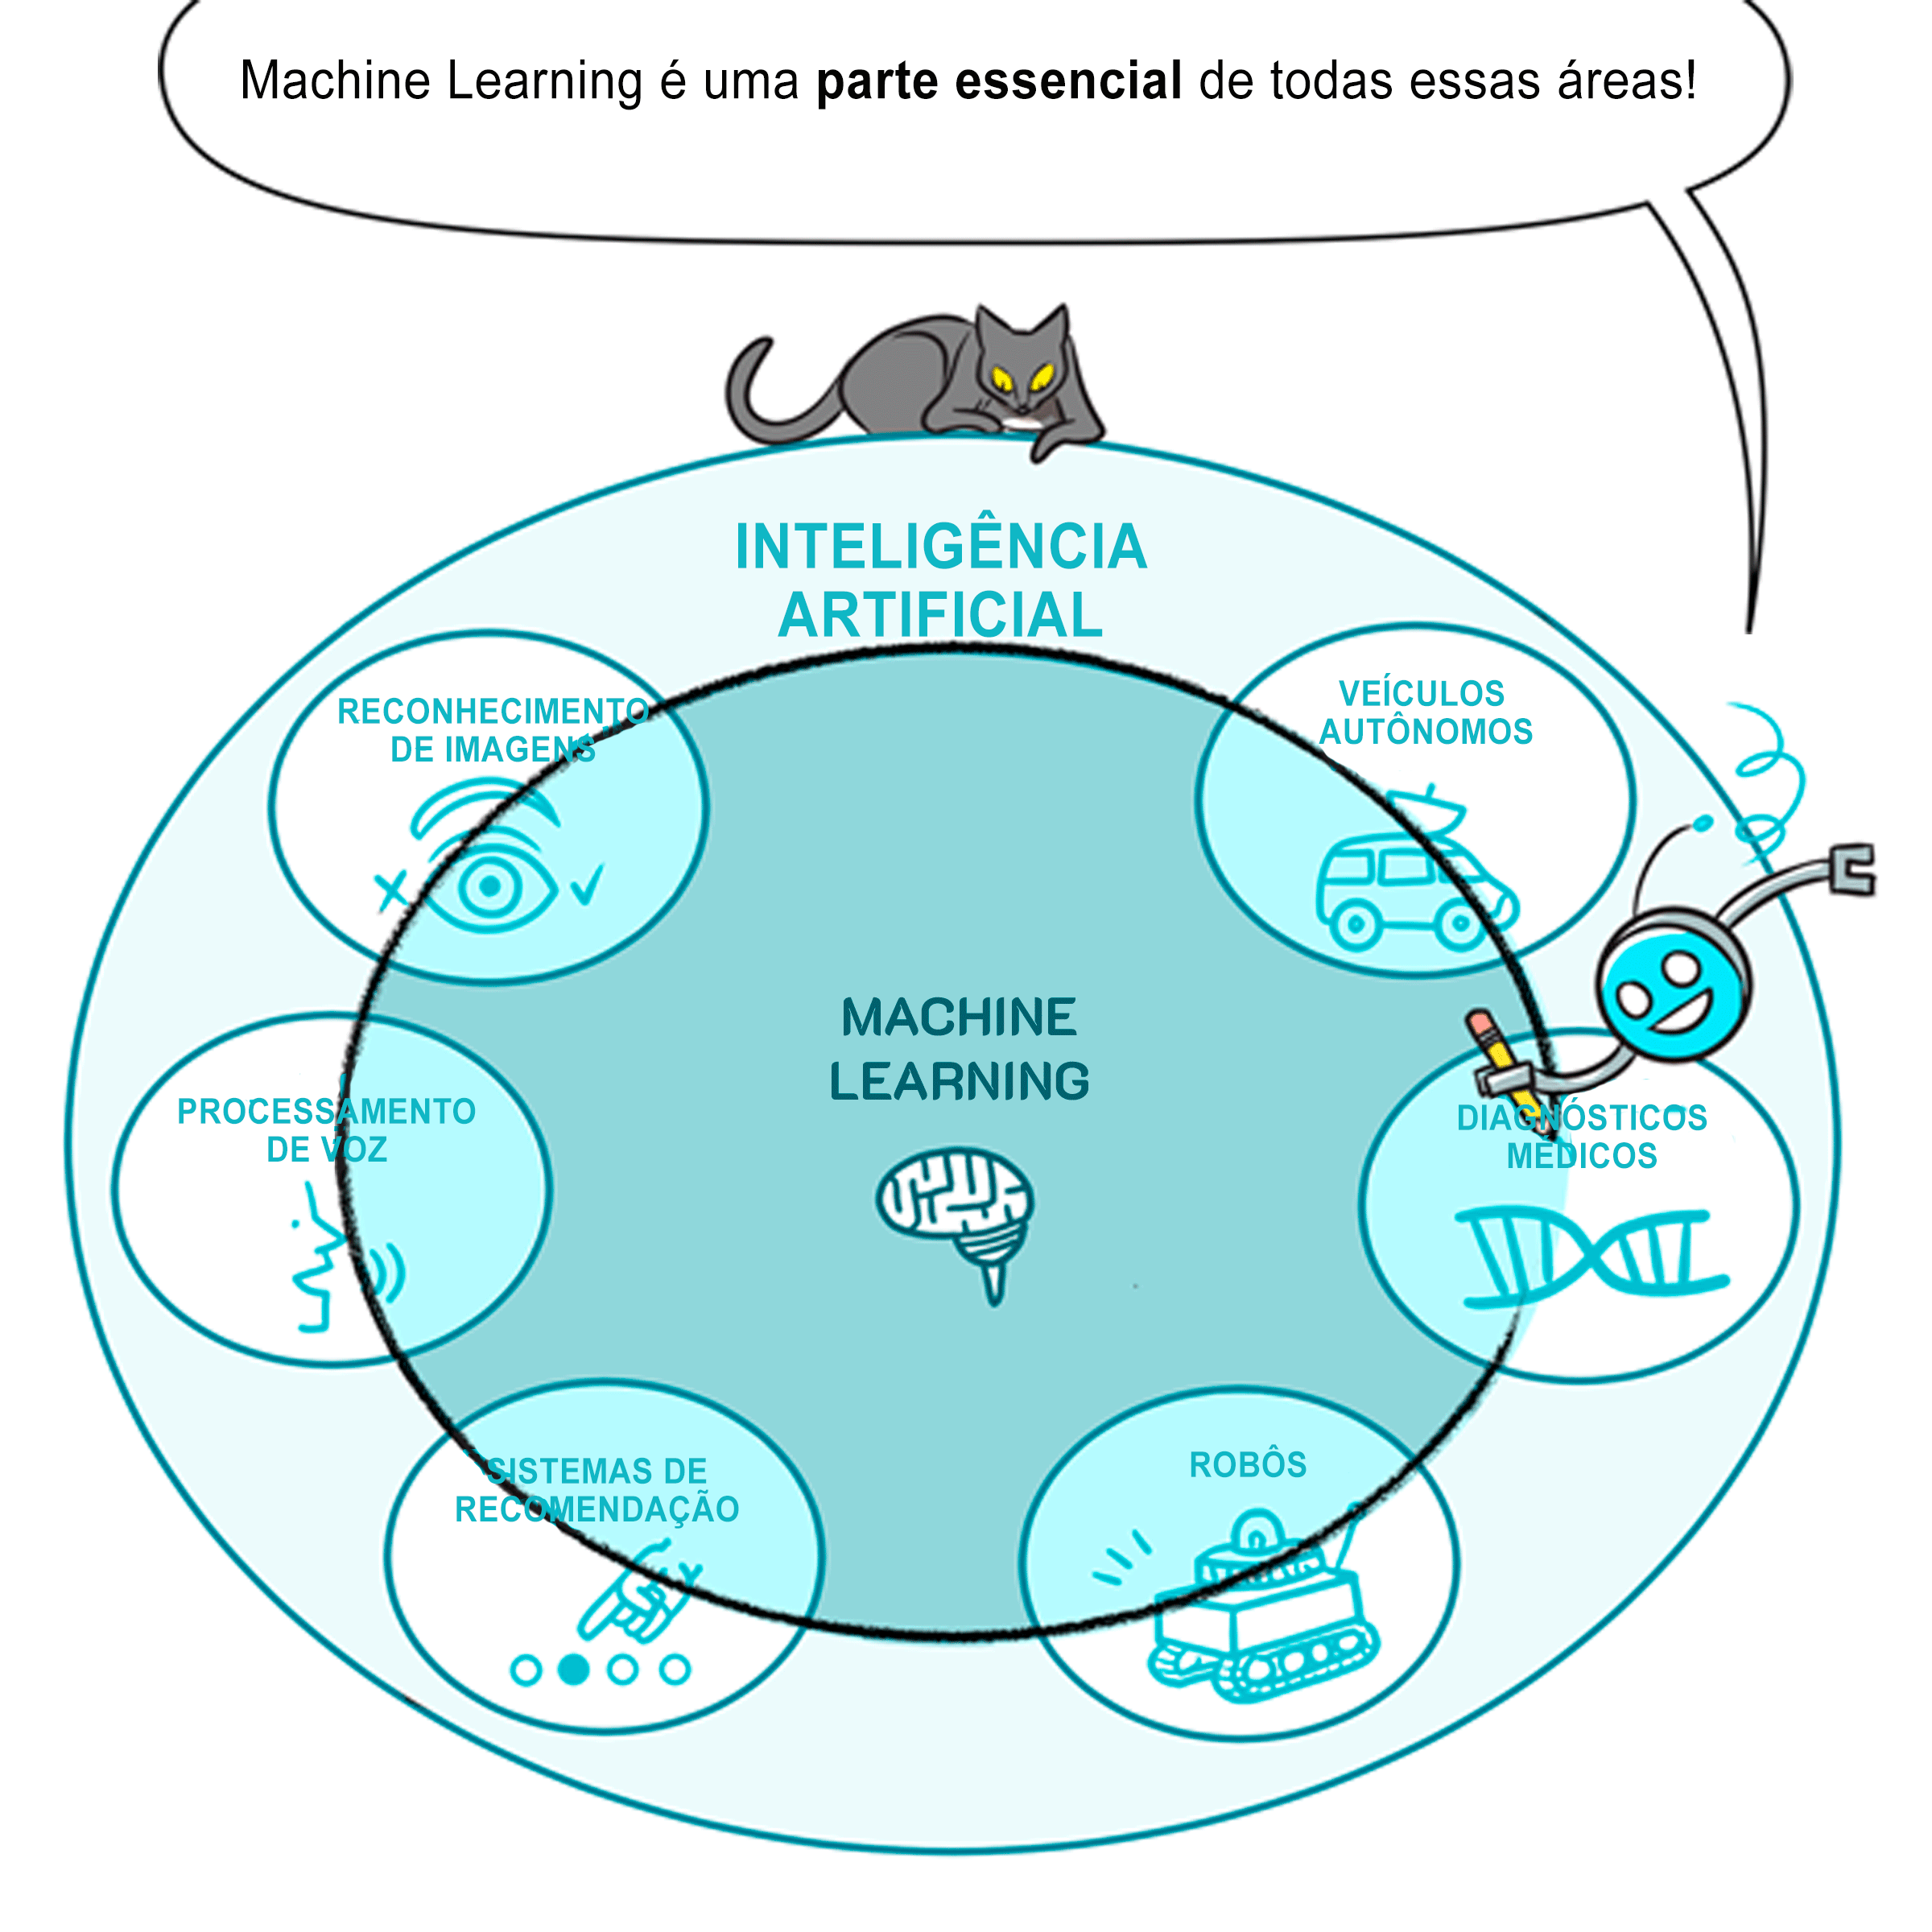 Machine Learning é uma parte essencial de todas essas áreas!
INTELIGÊNCIA
ARTIFICIAL
RECONHECIMENTO
DE IMAGENS
VEÍCULOS
AUTÔNOMOS
MACHINE
LEARNING
PROCESSAMENTO
DE VOZ
DIAGNÓSTICOS
MÉDICOS
SISTEMAS DE
RECOMENDAÇÃO
ROBÔS